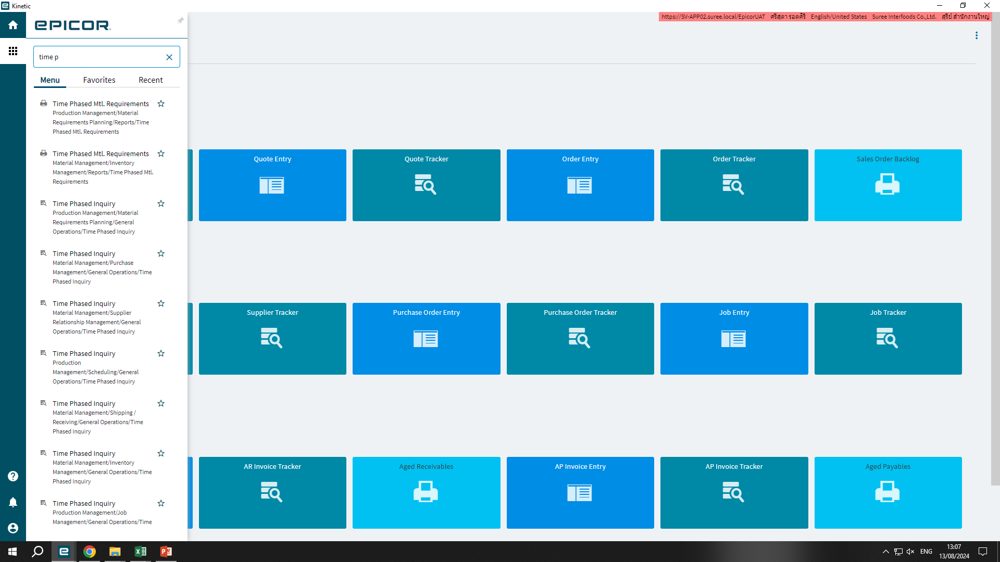 Kinetic
https://SV-APP02.suree.local/EpicorUAT ศรีสุดา รอดศิริ English/United States Suree Interfoods Co.,Ltd. สุรีย์ สำนักงานใหญ่
EPICOR
time p
Menu Favorites Recent
Time Phased Mtl. Requirements
Production Management/Material
Requirements Planning/Reports/Time
Phased Mtl. Requirements
Time Phased Mtl. Requirements
Material Management/Inventory
Management/Reports/Time Phased Mtl.
Requirements
Time Phased Inquiry
Production Management/Material
Requirements Planning/General
Operations/Time Phased Inquiry
Time Phased Inquiry
Material Management/Purchase
Management/General Operations/Time
Phased Inquiry
Time Phased Inquiry
Material Management/Supplier
Relationship Management/General
Operations/Time Phased Inquiry
Time Phased Inquiry
Production
Management/Scheduling/General
Operations/Time Phased Inquiry
Time Phased Inquiry
Material Management/Shipping /
Receiving/General Operations/Time
Phased Inquiry
Time Phased Inquiry
Material Management/Inventory
Management/General Operations/Time
Phased Inquiry
Time Phased Inquiry
Production Management/Job
Management/General Operations/Time
Quote Entry Quote Tracker Order Entry Order Tracker Sales Order Backlog
Supplier Tracker Purchase Order Entry Purchase Order Tracker Job Entry Job Tracker
AR Invoice Tracker Aged Receivables AP Invoice Entry AP Invoice Tracker Aged Payables
ENG
13:07
13/08/2024